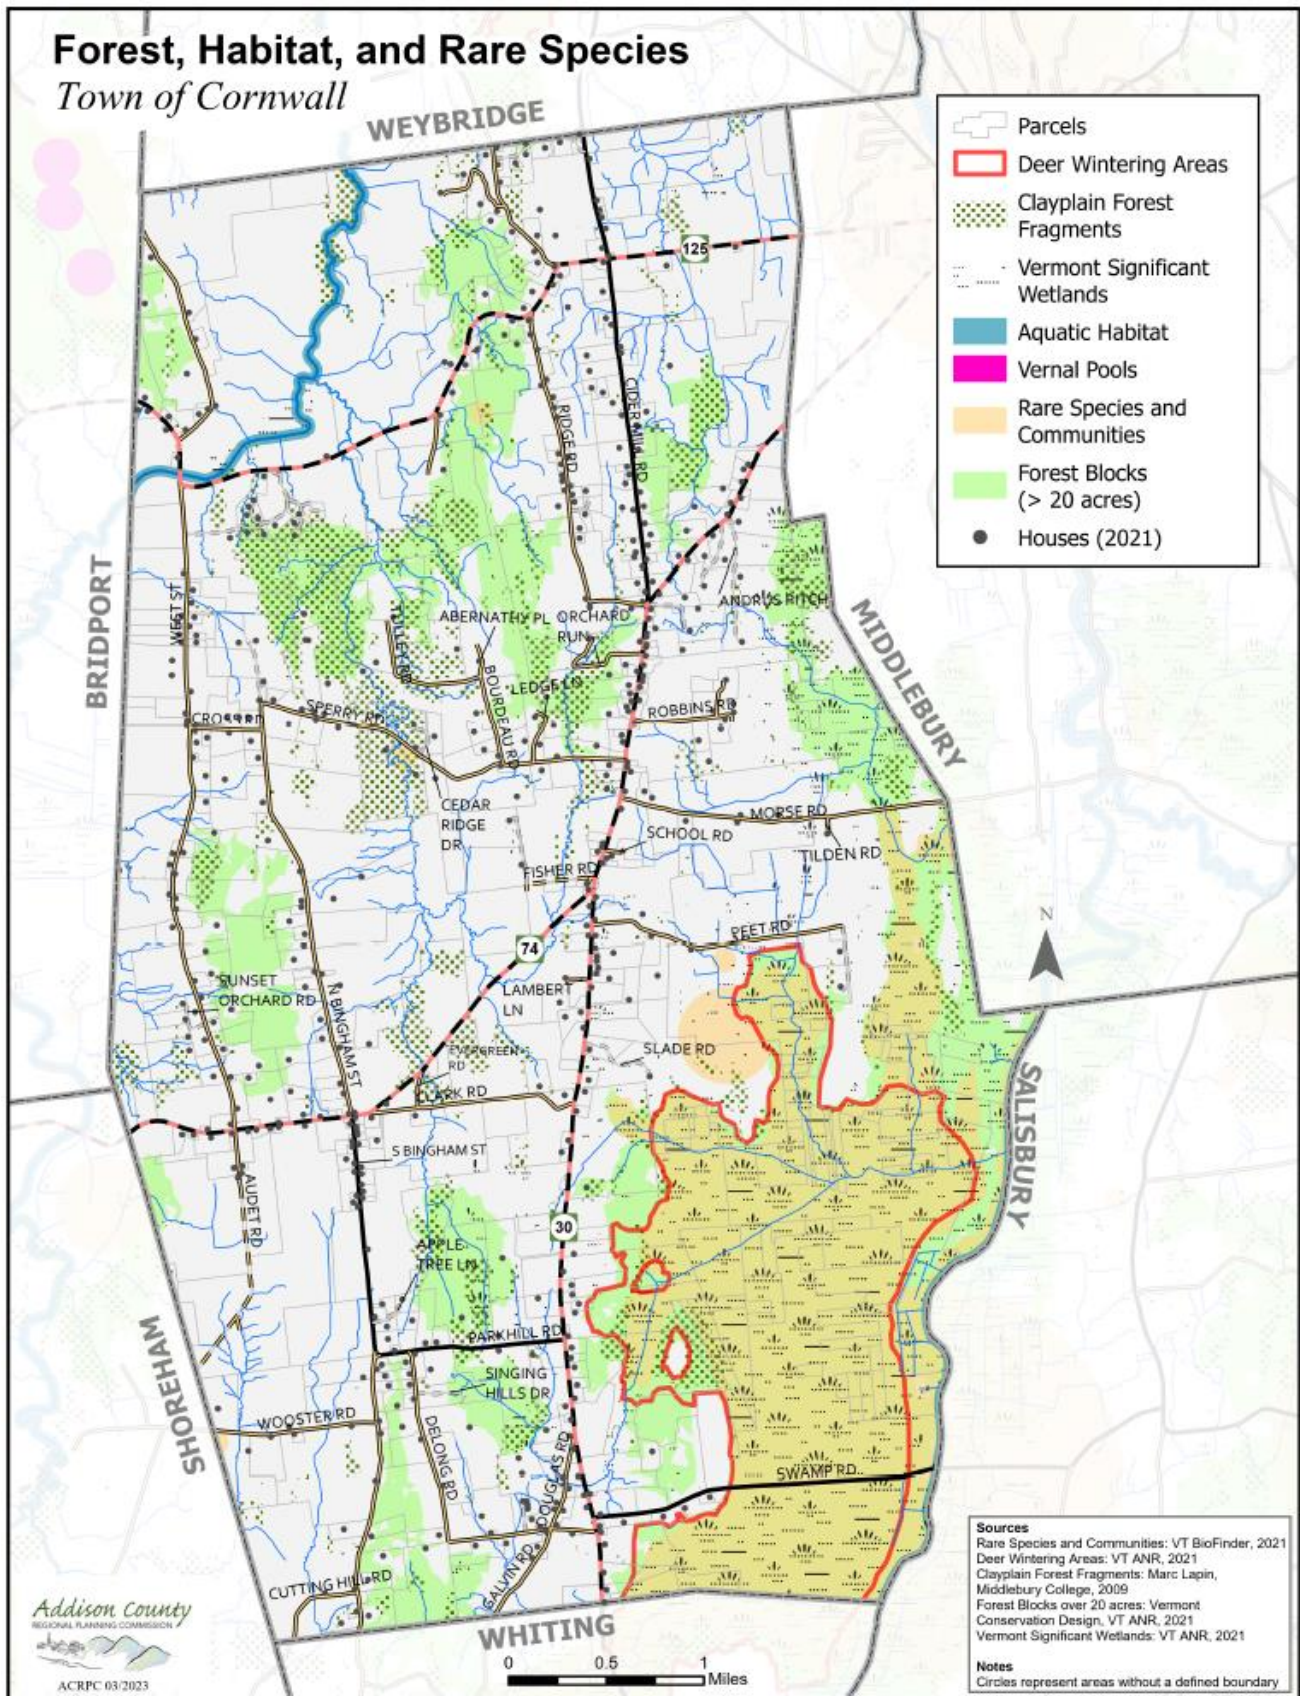 Forest, Habitat, and Rare Species
Town of Cornwall
WEYBRIDGE
Parcels
Deer Wintering Areas
Clayplain Forest
Fragments
Vermont Significant
Wetlands
Aquatic Habitat
Vernal Pools
Rare Species and
Communities
Forest Blocks
(> 20 acres)
Houses (2021)
125
RIDGE RD
CIDER MILL RD
BRIDPORT
WEST ST
TULLEY RD
ABERNATHY PL
ORCHARD
RUN
ANDRUS PITCH
MIDDLEBURY
BOURDEAU RD
LEDGE LN
CROSS RD
SPERRY RD
ROBBINS RD
CEDAR
RIDGE
DR
MORSE RD
SCHOOL RD
TILDEN RD
FISHER RD
PEET RD
74
N
SUNSET
ORCHARD RD
N BINGHAM ST
LAMBERT
LN
EVERGREEN
RD
SLADE RD
CLARK RD
SALISBURY
S BINGHAM ST
AUDET RD
30
APPLE
TREE LN
SHOREHAM
PARKHILL RD
SINGING
HILLS DR
WOOSTER RD
DELONG RD
DOUGLAS RD
SWAMP RD
CUTTING HILL RD
GALVIN RD
WHITING
Addison County
REGIONAL PLANNING COMMISSION
ACRPC 03/2023
0 0.5 1
Miles
Sources
Rare Species and Communities: VT BioFinder, 2021
Deer Wintering Areas: VT ANR, 2021
Clayplain Forest Fragments: Marc Lapin,
Middlebury College, 2009
Forest Blocks over 20 acres: Vermont
Conservation Design, VT ANR, 2021
Vermont Significant Wetlands: VT ANR, 2021
Notes
Circles represent areas without a defined boundary